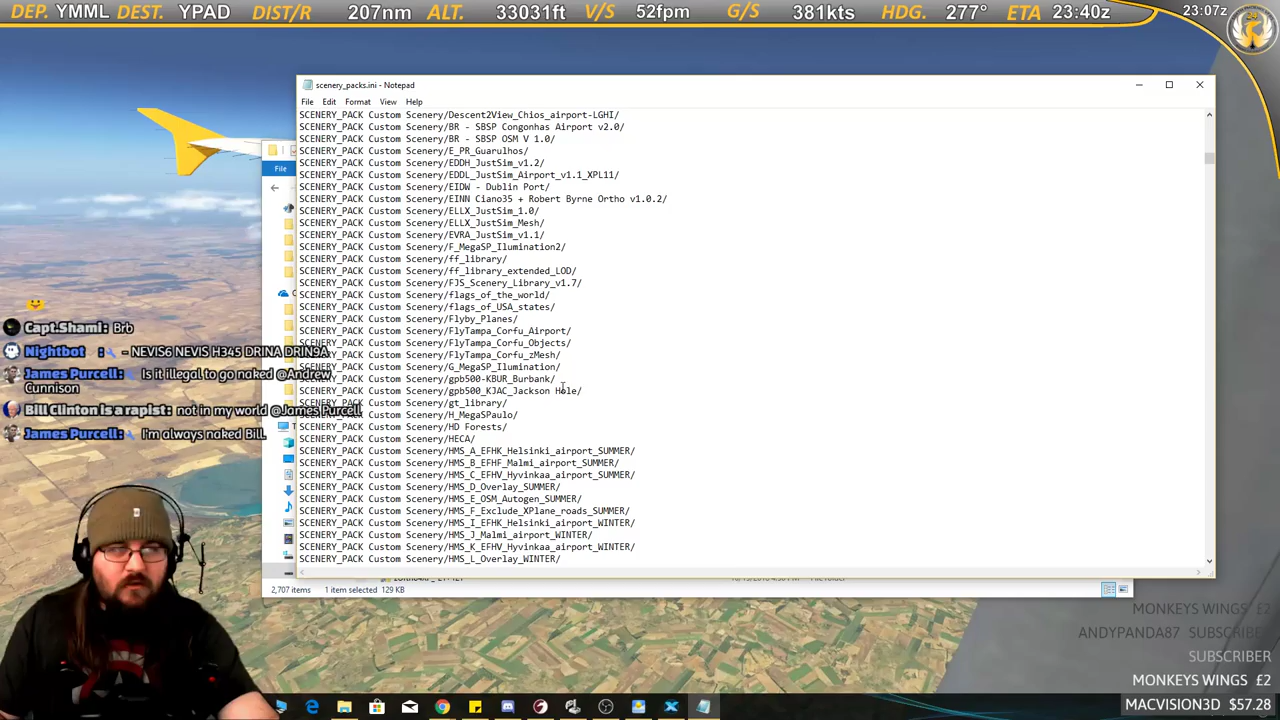 DEP. YMML DEST. YPAD DIST/R 207nm ALT. 33031ft V/S 52fpm G/S 381kts HDG. 277° ETA 23:40z 23:07z
scenery_packs.ini - Notepad
File Edit Format View Help
SCENERY_PACK Custom Scenery/Descent2View_Chios_airport-LGHI/
SCENERY_PACK Custom Scenery/BR - SBSP Congonhas Airport v2.0/
SCENERY_PACK Custom Scenery/BR - SBSP OSM V 1.0/
SCENERY_PACK Custom Scenery/E_PR_Guarulhos/
SCENERY_PACK Custom Scenery/EDDH_JustSim_v1.2/
SCENERY_PACK Custom Scenery/EDDL_JustSim_Airport_v1.1_XPL11/
SCENERY_PACK Custom Scenery/EIDW - Dublin Port/
SCENERY_PACK Custom Scenery/EINN Ciano35 + Robert Byrne Ortho v1.0.2/
SCENERY_PACK Custom Scenery/ELLX_JustSim_1.0/
SCENERY_PACK Custom Scenery/ELLX_JustSim_Mesh/
SCENERY_PACK Custom Scenery/EVRA_JustSim_v1.1/
SCENERY_PACK Custom Scenery/F_MegaSP_Ilumination2/
SCENERY_PACK Custom Scenery/ff_library/
SCENERY_PACK Custom Scenery/ff_library_extended_LOD/
SCENERY_PACK Custom Scenery/FJS_Scenery_Library_v1.7/
SCENERY_PACK Custom Scenery/flags_of_the_world/
SCENERY_PACK Custom Scenery/flags_of_USA_states/
SCENERY_PACK Custom Scenery/Flyby_Planes/
SCENERY_PACK Custom Scenery/FlyTampa_Corfu_Airport/
SCENERY_PACK Custom Scenery/FlyTampa_Corfu_Objects/
SCENERY_PACK Custom Scenery/FlyTampa_Corfu_zMesh/
SCENERY_PACK Custom Scenery/G_MegaSP_Ilumination/
SCENERY_PACK Custom Scenery/gpb500-KBUR_Burbank/
SCENERY_PACK Custom Scenery/gpb500_KJAC_Jackson Hole/
SCENERY_PACK Custom Scenery/gt_library/
SCENERY_PACK Custom Scenery/H_MegaSPaulo/
SCENERY_PACK Custom Scenery/HD Forests/
SCENERY_PACK Custom Scenery/HECA/
SCENERY_PACK Custom Scenery/HMS_A_EFHK_Helsinki_airport_SUMMER/
SCENERY_PACK Custom Scenery/HMS_B_EFHF_Malmi_airport_SUMMER/
SCENERY_PACK Custom Scenery/HMS_C_EFHV_Hyvinkaa_airport_SUMMER/
SCENERY_PACK Custom Scenery/HMS_D_Overlay_SUMMER/
SCENERY_PACK Custom Scenery/HMS_E_OSM_Autogen_SUMMER/
SCENERY_PACK Custom Scenery/HMS_F_Exclude_XPlane_roads_SUMMER/
SCENERY_PACK Custom Scenery/HMS_I_EFHK_Helsinki_airport_WINTER/
SCENERY_PACK Custom Scenery/HMS_J_Malmi_airport_WINTER/
SCENERY_PACK Custom Scenery/HMS_K_EFHV_Hyvinkaa_airport_WINTER/
SCENERY_PACK Custom Scenery/HMS_L_Overlay_WINTER/
File
Capt.Shami: Brb
Nightbot : - NEVIS6 NEVIS H345 DRINA DRIN9A
James Purcell: Is it illegal to go naked @Andrew
Cunnison
Bill Clinton is a rapist: not in my world @James Purcell
James Purcell: I'm always naked Bill.
2,707 items 1 item selected 129 KB
MONKEYS WINGS £2
ANDYPANDA87 SUBSCRIBER
SUBSCRIBER
MONKEYS WINGS £2
MACVISION3D $57.28